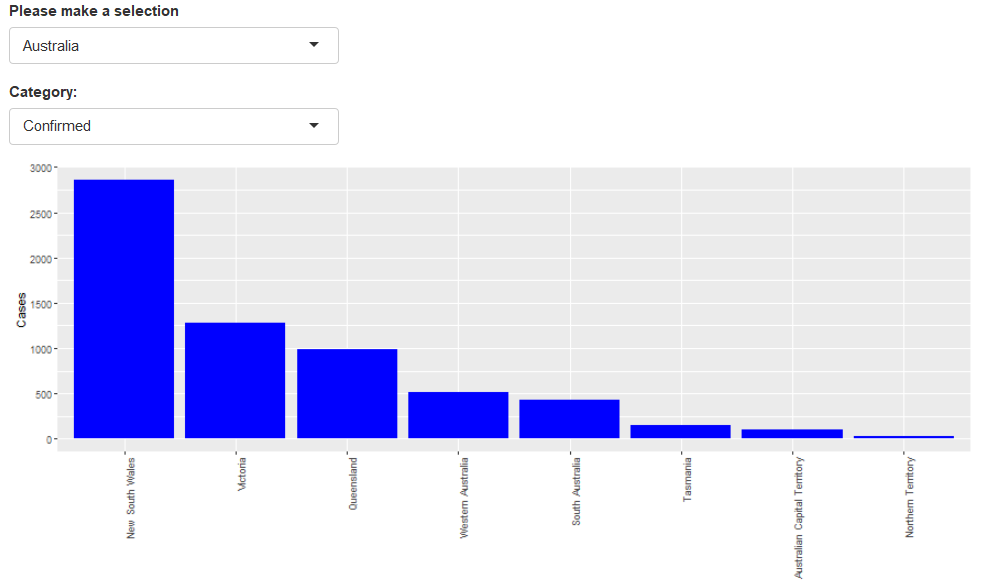 Please make a selection
Australia
Category:
Confirmed
3000
2500
2000
1500
1000
500
0
Cases
New South Wales
Victoria
Queensland
Western Australia
South Australia
Tasmania
Australian Capital Territory
Northern Territory